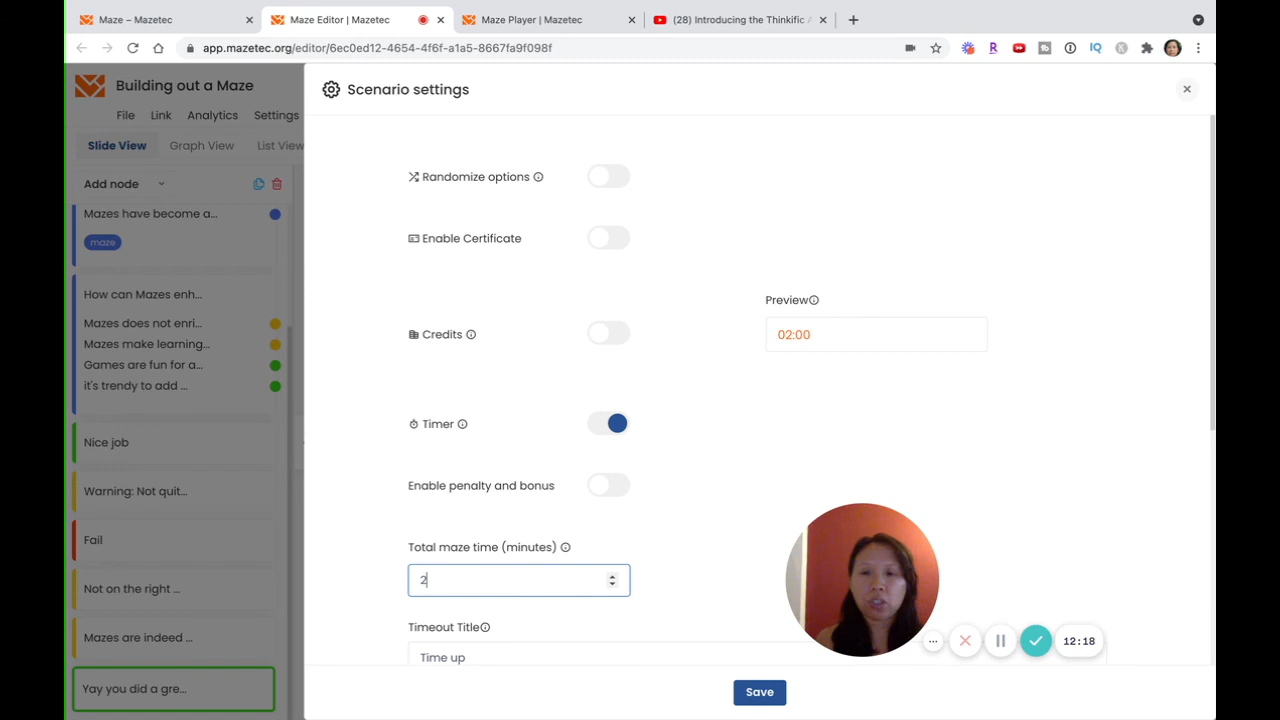 Maze – Mazetec
Maze Editor | Mazetec
Maze Player | Mazetec
(28) Introducing the Thinkific A
app.mazetec.org/editor/6ec0ed12-4654-4f6f-a1a5-8667fa9f098f
Building out a Maze
File Link Analytics Settings
Slide View Graph View List View
Add node
Mazes have become a...
maze
How can Mazes enh...
Mazes does not enri...
Mazes make learning...
Games are fun for a...
it's trendy to add ...
Nice job
Warning: Not quit...
Fail
Not on the right ...
Mazes are indeed ...
Yay you did a gre...
Scenario settings
Randomize options
Enable Certificate
Preview
Credits
02:00
Timer
Enable penalty and bonus
Total maze time (minutes)
2
Timeout Title
Time up
Save
12:18